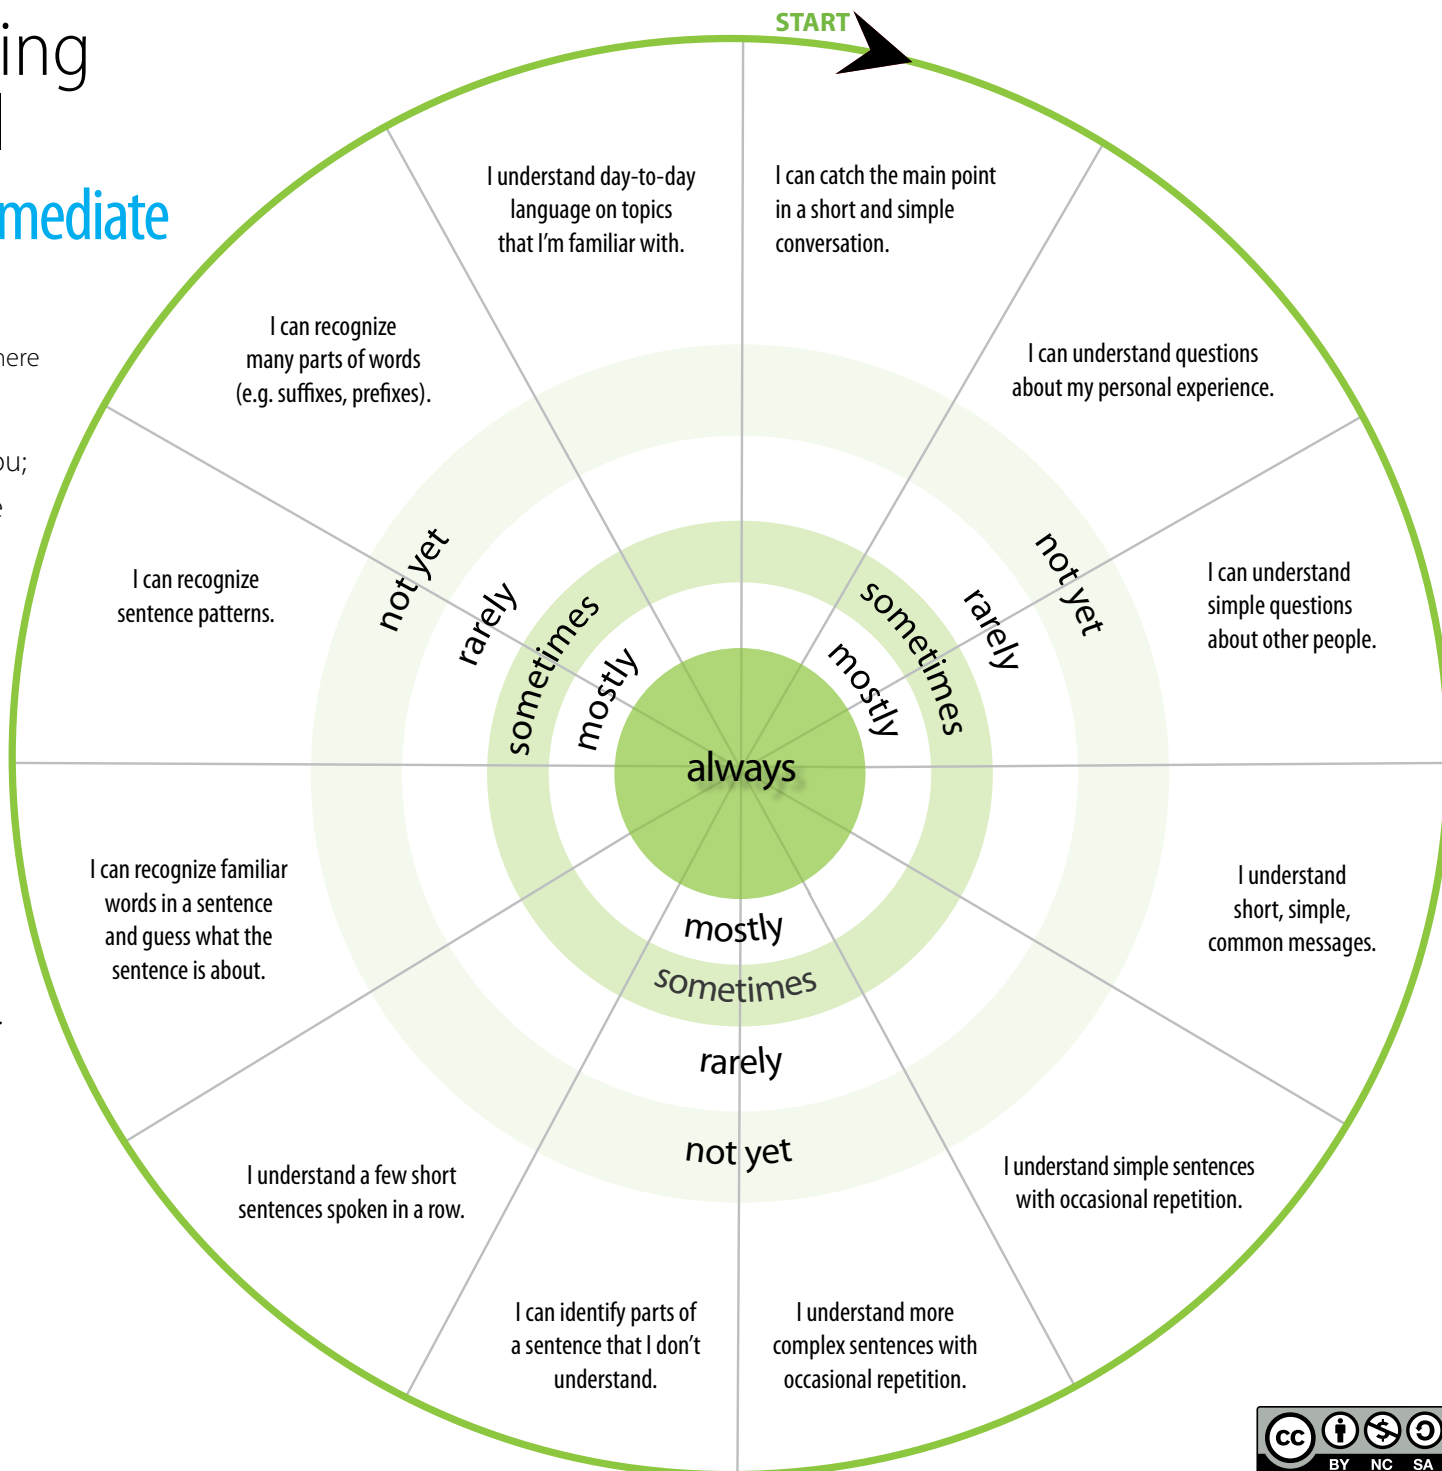 ing
mediate
here
ou;
e
START
I can catch the main point
in a short and simple
conversation.
I can understand questions
about my personal experience.
I can understand
simple questions
about other people.
I understand
short, simple,
common messages.
I understand simple sentences
with occasional repetition.
I understand more
complex sentences with
occasional repetition.
I can identify parts of
a sentence that I don't
understand.
I understand a few short
sentences spoken in a row.
I can recognize familiar
words in a sentence
and guess what the
sentence is about.
I can recognize
sentence patterns.
I can recognize
many parts of words
(e.g. suffixes, prefixes).
I understand day-to-day
language on topics
that I'm familiar with.
not yet
rarely
sometimes
mostly
mostly
sometimes
rarely
not yet
always
mostly
sometimes
rarely
not yet
cc
BY NC SA